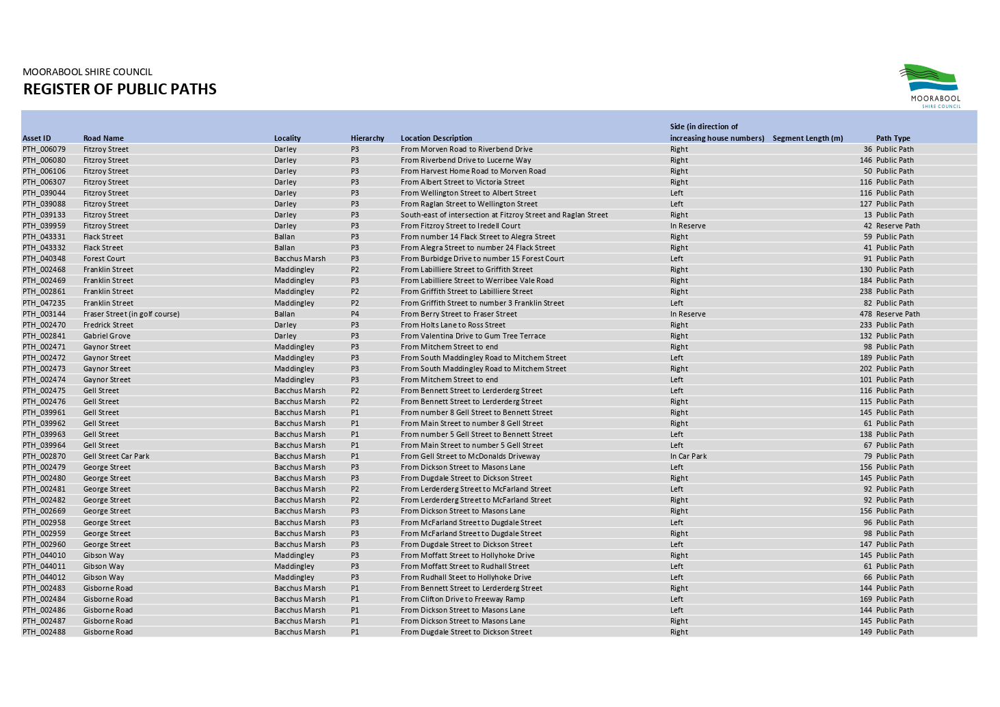 MOORABOOL SHIRE COUNCIL
REGISTER OF PUBLIC PATHS
MOORABOOL
SHIRE COUNCIL
Side (in direction of
Asset ID Road Name Locality Hierarchy Location Description increasing house numbers) Segment Length (m) Path Type
PTH_006079 Fitzroy Street Darley P3 From Morven Road to Riverbend Drive Right 36 Public Path
PTH_006080 Fitzroy Street Darley P3 From Riverbend Drive to Lucerne Way Right 146 Public Path
PTH_006106 Fitzroy Street Darley P3 From Harvest Home Road to Morven Road Right 50 Public Path
PTH_006307 Fitzroy Street Darley P3 From Albert Street to Victoria Street Right 116 Public Path
PTH_039044 Fitzroy Street Darley P3 From Wellington Street to Albert Street Left 116 Public Path
PTH_039088 Fitzroy Street Darley P3 From Raglan Street to Wellington Street Left 127 Public Path
PTH_039133 Fitzroy Street Darley P3 South-east of intersection at Fitzroy Street and Raglan Street Right 13 Public Path
PTH_039959 Fitzroy Street Darley P3 From Fitzroy Street to Iredell Court In Reserve 42 Reserve Path
PTH_043331 Flack Street Ballan P3 From number 14 Flack Street to Alegra Street Right 59 Public Path
PTH_043332 Flack Street Ballan P3 From Alegra Street to number 24 Flack Street Right 41 Public Path
PTH_040348 Forest Court Bacchus Marsh P3 From Burbidge Drive to number 15 Forest Court Left 91 Public Path
PTH_002468 Franklin Street Maddingley P2 From Labilliere Street to Griffith Street Right 130 Public Path
PTH_002469 Franklin Street Maddingley P3 From Labilliere Street to Werribee Vale Road Right 184 Public Path
PTH_002861 Franklin Street Maddingley P2 From Griffith Street to Labilliere Street Right 238 Public Path
PTH_047235 Franklin Street Maddingley P2 From Griffith Street to number 3 Franklin Street Left 82 Public Path
PTH_003144 Fraser Street (in golf course) Ballan P4 From Berry Street to Fraser Street In Reserve 478 Reserve Path
PTH_002470 Fredrick Street Darley P3 From Holts Lane to Ross Street Right 233 Public Path
PTH_002841 Gabriel Grove Darley P3 From Valentina Drive to Gum Tree Terrace Right 132 Public Path
PTH_002471 Gaynor Street Maddingley P3 From Mitchem Street to end Right 98 Public Path
PTH_002472 Gaynor Street Maddingley P3 From South Maddingley Road to Mitchem Street Left 189 Public Path
PTH_002473 Gaynor Street Maddingley P3 From South Maddingley Road to Mitchem Street Right 202 Public Path
PTH_002474 Gaynor Street Maddingley P3 From Mitchem Street to end Left 101 Public Path
PTH_002475 Gell Street Bacchus Marsh P2 From Bennett Street to Lerderderg Street Left 116 Public Path
PTH_002476 Gell Street Bacchus Marsh P2 From Bennett Street to Lerderderg Street Right 115 Public Path
PTH_039961 Gell Street Bacchus Marsh P1 From number 8 Gell Street to Bennett Street Right 145 Public Path
PTH_039962 Gell Street Bacchus Marsh P1 From Main Street to number 8 Gell Street Right 61 Public Path
PTH_039963 Gell Street Bacchus Marsh P1 From number 5 Gell Street to Bennett Street Left 138 Public Path
PTH_039964 Gell Street Bacchus Marsh P1 From Main Street to number 5 Gell Street Left 67 Public Path
PTH_002870 Gell Street Car Park Bacchus Marsh P1 From Gell Street to McDonalds Driveway In Car Park 79 Public Path
PTH_002479 George Street Bacchus Marsh P3 From Dickson Street to Masons Lane Left 156 Public Path
PTH_002480 George Street Bacchus Marsh P3 From Dugdale Street to Dickson Street Right 145 Public Path
PTH_002481 George Street Bacchus Marsh P2 From Lerderderg Street to McFarland Street Left 92 Public Path
PTH_002482 George Street Bacchus Marsh P2 From Lerderderg Street to McFarland Street Right 92 Public Path
PTH_002669 George Street Bacchus Marsh P3 From Dickson Street to Masons Lane Right 156 Public Path
PTH_002958 George Street Bacchus Marsh P3 From McFarland Street to Dugdale Street Left 96 Public Path
PTH_002959 George Street Bacchus Marsh P3 From McFarland Street to Dugdale Street Right 98 Public Path
PTH_002960 George Street Bacchus Marsh P3 From Dugdale Street to Dickson Street Left 147 Public Path
PTH_044010 Gibson Way Maddingley P3 From Moffatt Street to Hollyhoke Drive Right 145 Public Path
PTH_044011 Gibson Way Maddingley P3 From Moffatt Street to Rudhall Street Left 61 Public Path
PTH_044012 Gibson Way Maddingley P3 From Rudhall Steet to Hollyhoke Drive Left 66 Public Path
PTH_002483 Gisborne Road Bacchus Marsh P1 From Bennett Street to Lerderderg Street Right 144 Public Path
PTH_002484 Gisborne Road Bacchus Marsh P1 From Clifton Drive to Freeway Ramp Left 169 Public Path
PTH_002486 Gisborne Road Bacchus Marsh P1 From Dickson Street to Masons Lane Left 144 Public Path
PTH_002487 Gisborne Road Bacchus Marsh P1 From Dickson Street to Masons Lane Right 145 Public Path
PTH_002488 Gisborne Road Bacchus Marsh P1 From Dugdale Street to Dickson Street Right 149 Public Path